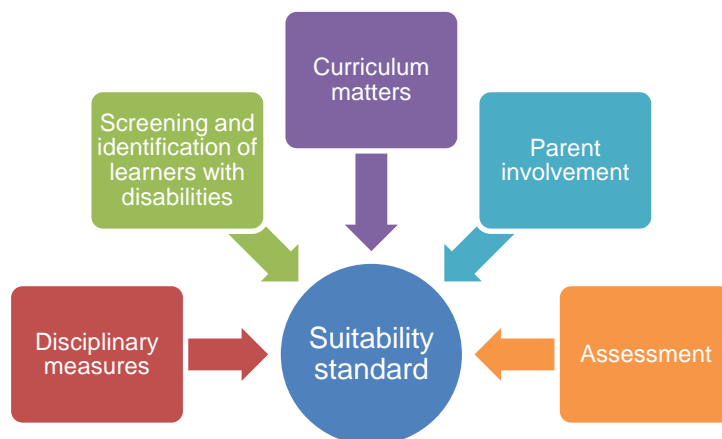 Curriculum
matters
Screening and
identification of
learners with
disabilities
Parent
involvement
Disciplinary
measures
Suitability
standard
Assessment